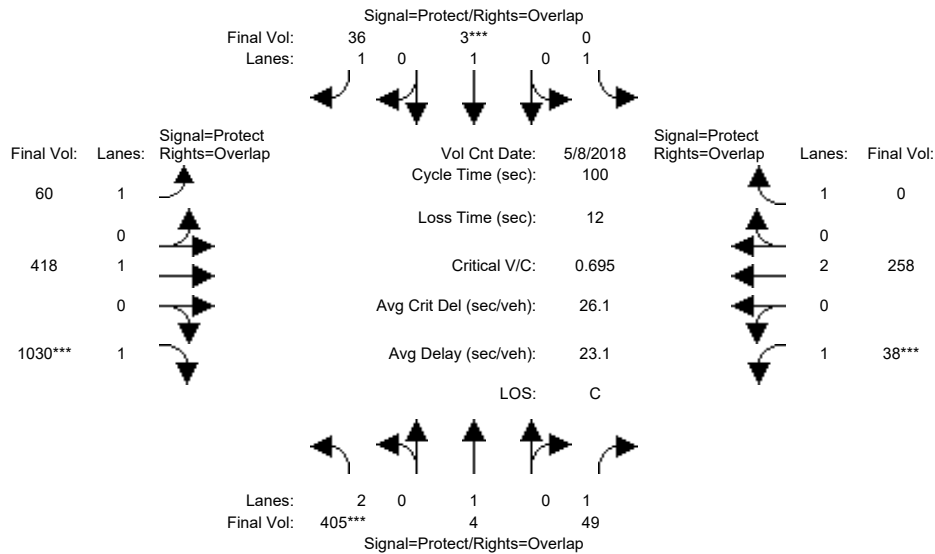 Signal=Protect/Rights=Overlap
Final Vol: 36 3*** 0
Lanes: 1 0 1 0 1
Signal=Protect Signal=Protect
Final Vol: Lanes: Rights=Overlap Vol Cnt Date: 5/8/2018 Rights=Overlap Lanes: Final Vol:
Cycle Time (sec): 100
60 1 1 0
Loss Time (sec): 12
0 0
418 1 Critical V/C: 0.695 2 258
0 Avg Crit Del (sec/veh): 26.1 0
1030*** 1 Avg Delay (sec/veh): 23.1 1 38***
LOS: C
Lanes: 2 0 1 0 1
Final Vol: 405*** 4 49
Signal=Protect/Rights=Overlap